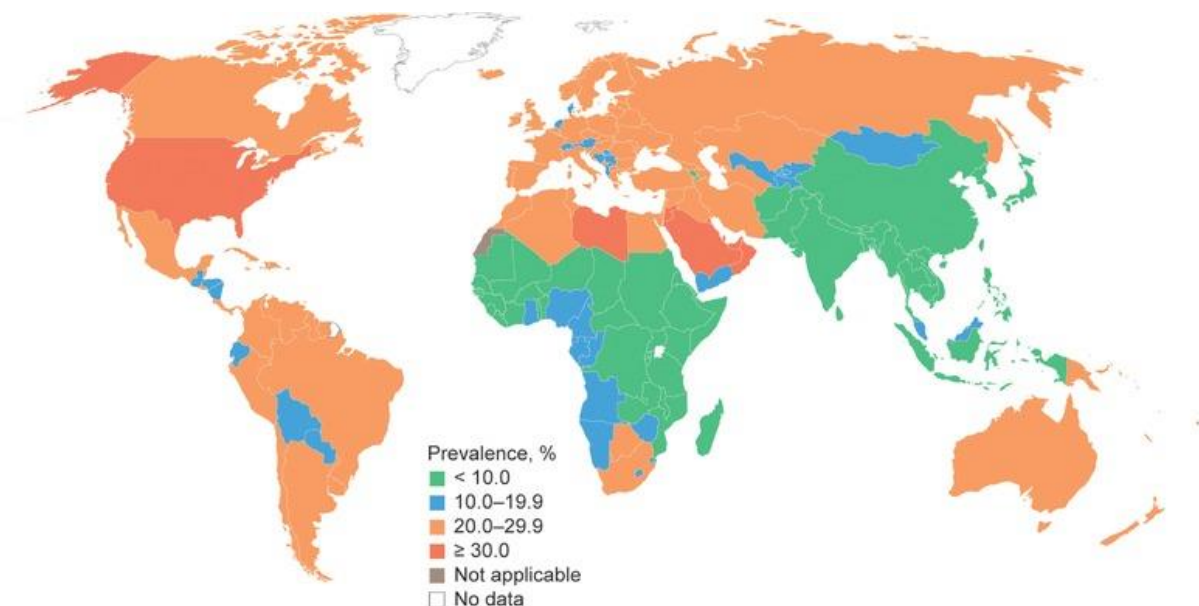 Prevalence, %
< 10.0
10.0–19.9
20.0–29.9
≥ 30.0
Not applicable
No data